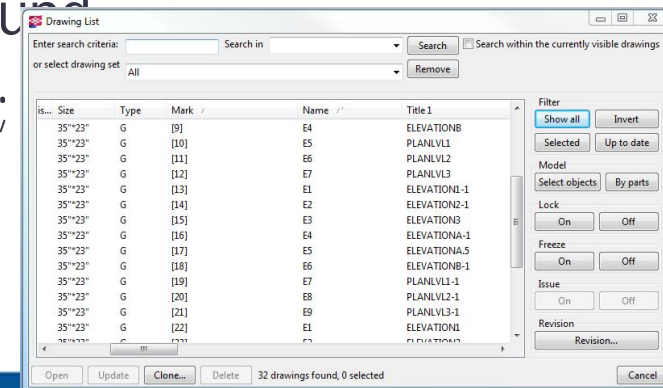 und
.
Drawing List
Enter search criteria: Search in Search Search within the currently visible drawings
or select drawing set All Remove
is... Size Type Mark Name Title 1
35"*23" G [9] E4 ELEVATIONB
35"*23" G [10] E5 PLANLVL1
35"*23" G [11] E6 PLANLVL2
35"*23" G [12] E7 PLANLVL3
35"*23" G [13] E1 ELEVATION1-1
35"*23" G [14] E2 ELEVATION2-1
35"*23" G [15] E3 ELEVATION3
35"*23" G [16] E4 ELEVATIONA-1
35"*23" G [17] E5 ELEVATIONA.5
35"*23" G [18] E6 ELEVATIONB-1
35"*23" G [19] E7 PLANLVL1-1
35"*23" G [20] E8 PLANLVL2-1
35"*23" G [21] E9 PLANLVL3-1
35"*23" G [22] E1 ELEVATION1
Filter
Show all Invert
Selected Up to date
Model
Select objects By parts
Lock
On Off
Freeze
On Off
Issue
On Off
Revision
Revision...
Open Update Clone... Delete 32 drawings found, 0 selected Cancel